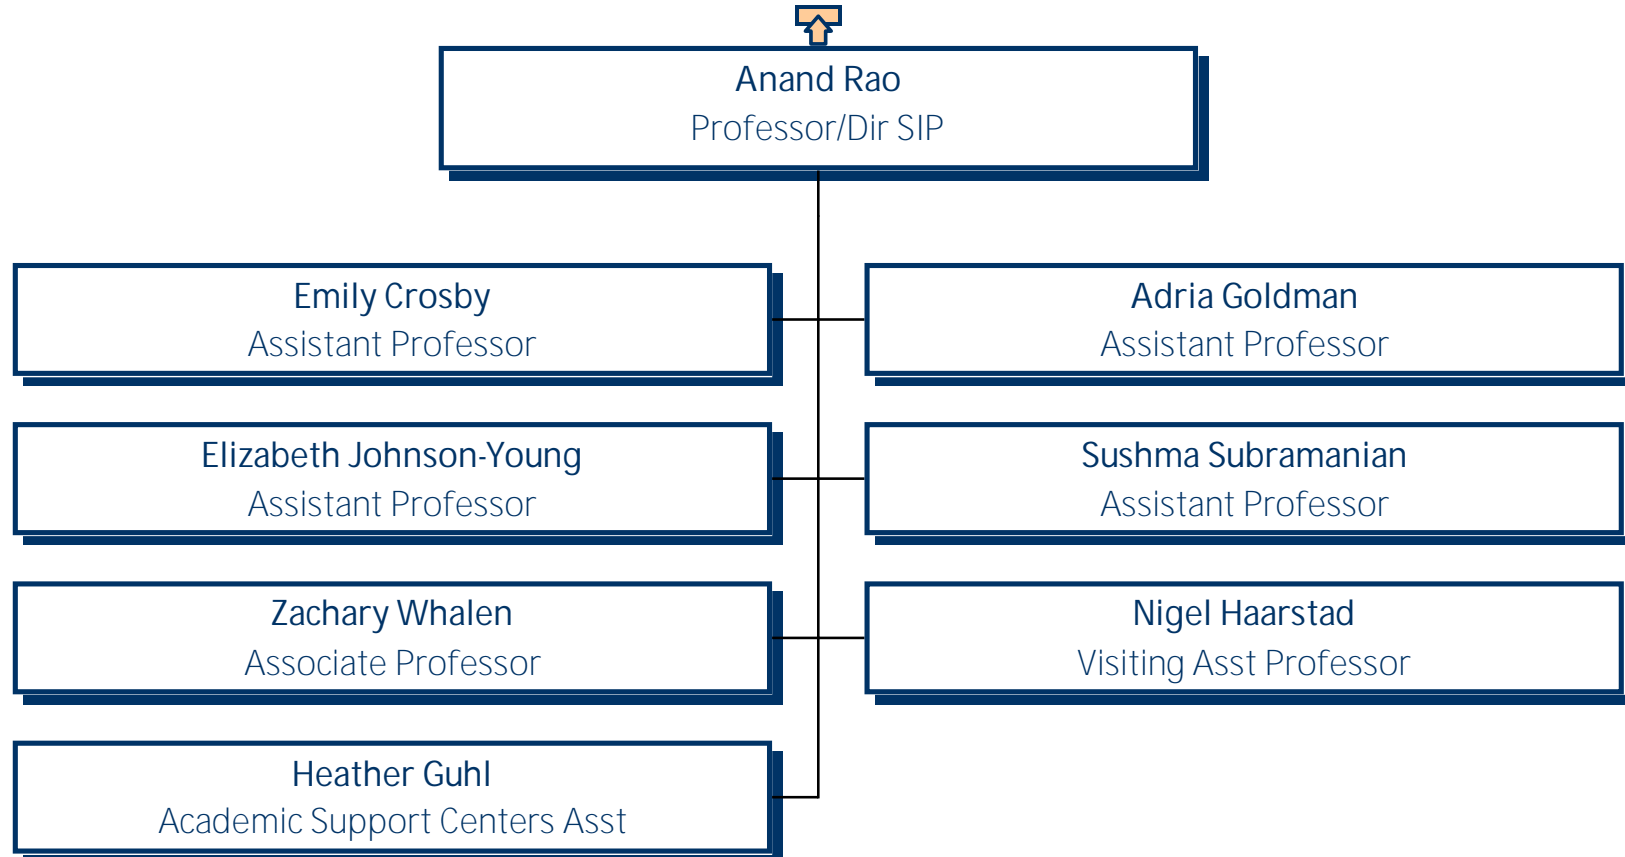 Anand Rao
Professor/Dir SIP
Emily Crosby
Assistant Professor
Adria Goldman
Assistant Professor
Elizabeth Johnson-Young
Assistant Professor
Sushma Subramanian
Assistant Professor
Zachary Whalen
Associate Professor
Nigel Haarstad
Visiting Asst Professor
Heather Guhl
Academic Support Centers Asst